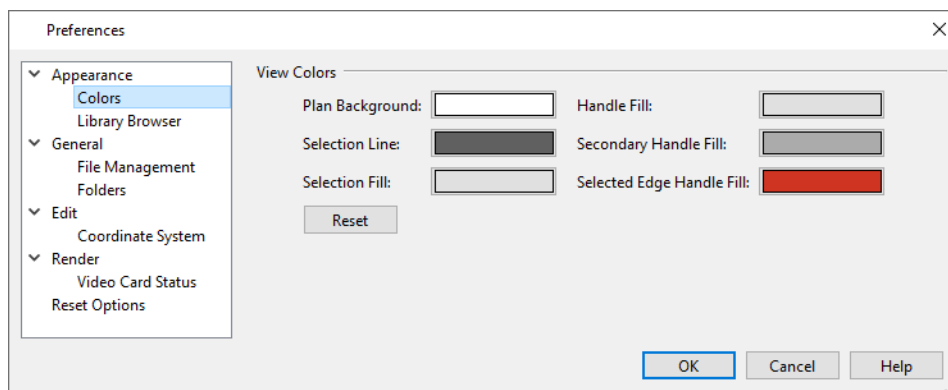 Preferences
Appearance
Colors
Library Browser
General
File Management
Folders
Edit
Coordinate System
Render
Video Card Status
Reset Options
View Colors
Plan Background:
Handle Fill:
Selection Line:
Secondary Handle Fill:
Selection Fill:
Selected Edge Handle Fill:
Reset
OK
Cancel
Help